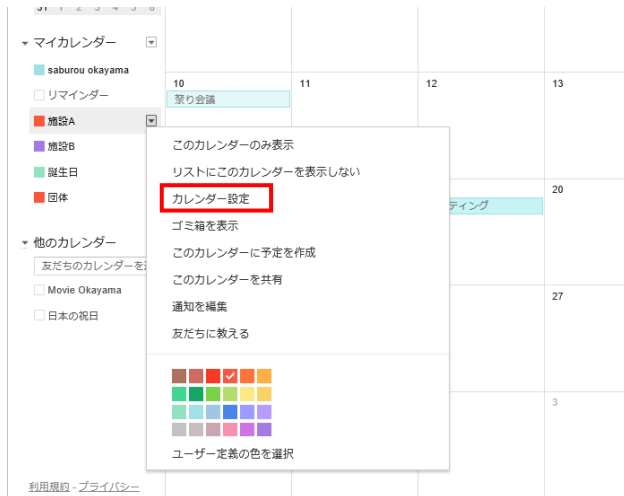 31 1 2 3 4 5 6
マイカレンダー
saburou okayama
リマインダー
施設A
施設B
誕生日
団体
他のカレンダー
友だちのカレンダーを
Movie Okayama
日本の祝日
利用規約 - プライバシー
10 11 12 13
祭り会議
このカレンダーのみ表示
リストにこのカレンダーを表示しない
カレンダー設定
ゴミ箱を表示
このカレンダーに予定を作成
このカレンダーを共有
通知を編集
友だちに教える
ユーザー定義の色を選択
20
ティング
27
3